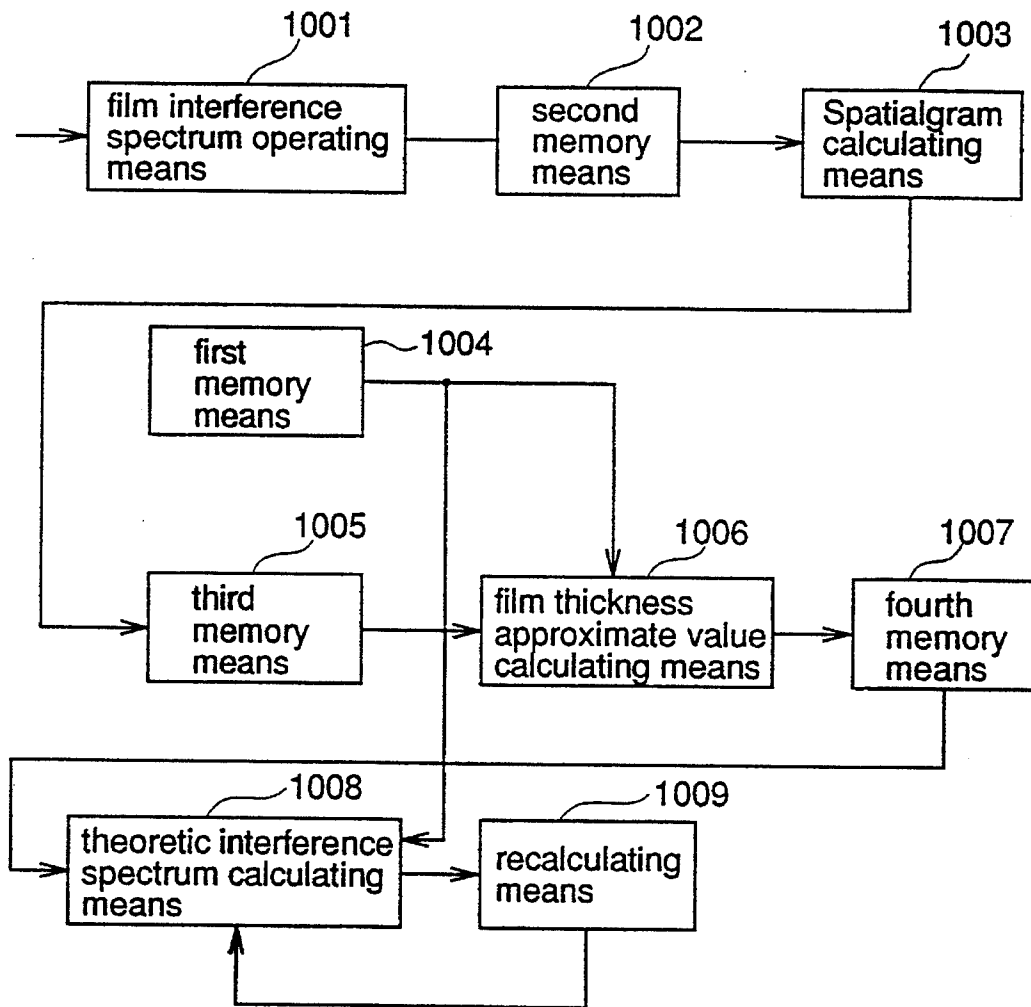 1001
1002
1003
film interference
spectrum operating
means
second
memory
means
Spatialgram
calculating
means
first
memory
means
1004
1005
1006
1007
third
memory
means
film thickness
approximate value
calculating means
fourth
memory
means
1008
1009
theoretic interference
spectrum calculating
means
recalculating
means